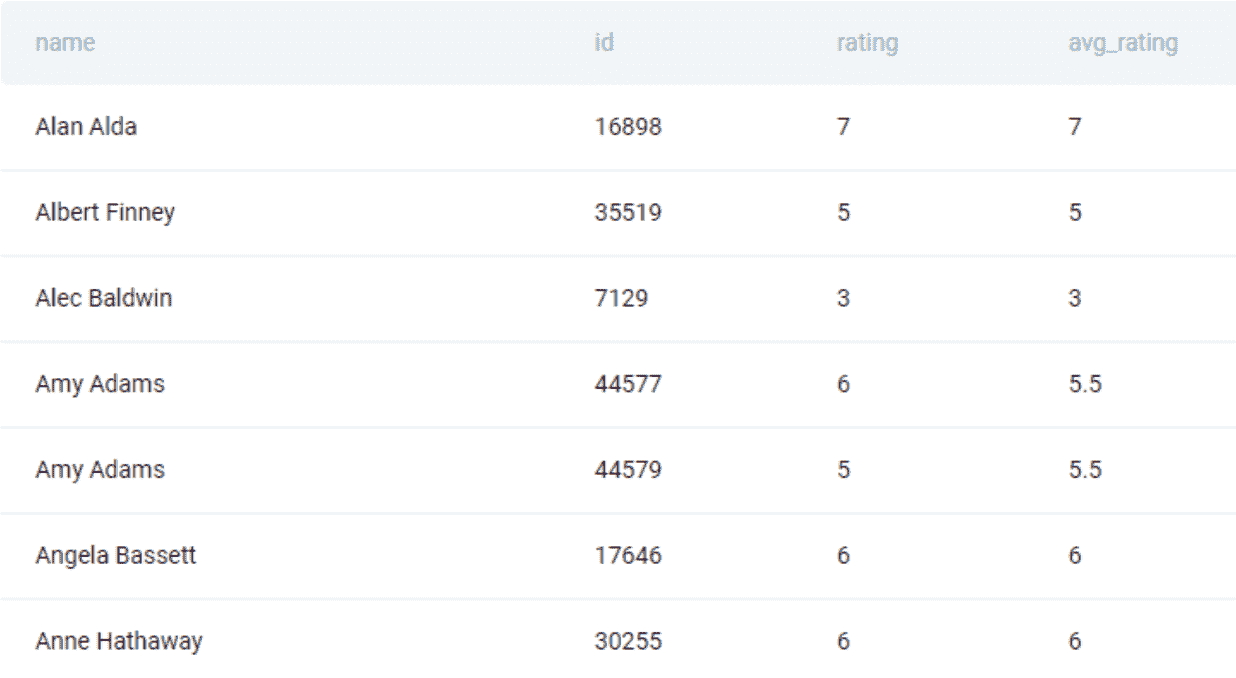 name id rating avg_rating
Alan Alda 16898 7 7
Albert Finney 35519 5 5
Alec Baldwin 7129 3 3
Amy Adams 44577 6 5.5
Amy Adams 44579 5 5.5
Angela Bassett 17646 6 6
Anne Hathaway 30255 6 6